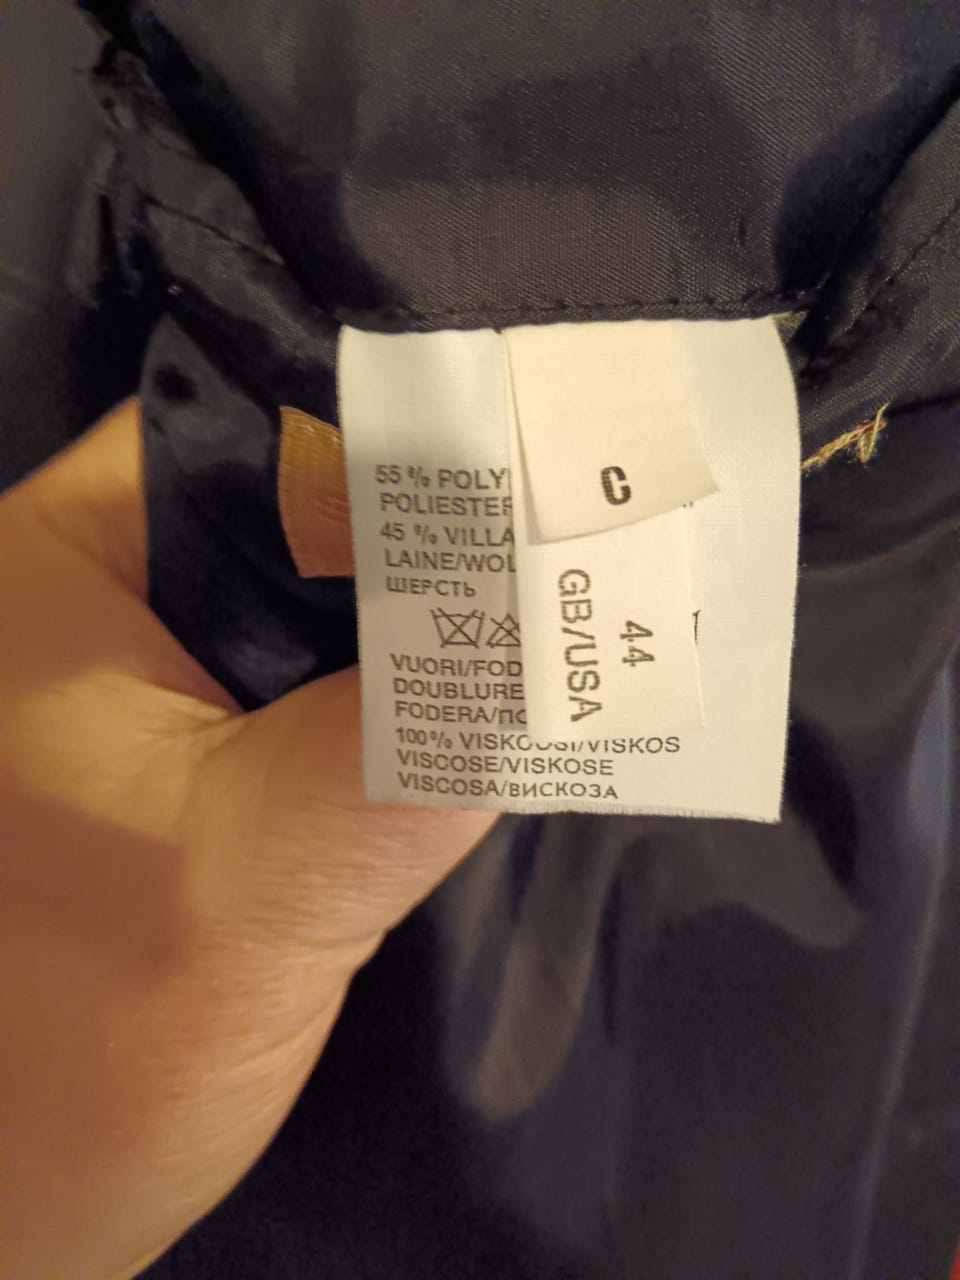 55 % POLY
POLIESTER
45 % VILLA
LAINE/WOL
ШЕРСТЬ
VUORI/FOD
DOUBLURE
FODERA/ПО
100% VISKOOSI/VISKOS
VISCOSE/VISKOSE
VISCOSA/ВИСКОЗА
C
44
GB/USA